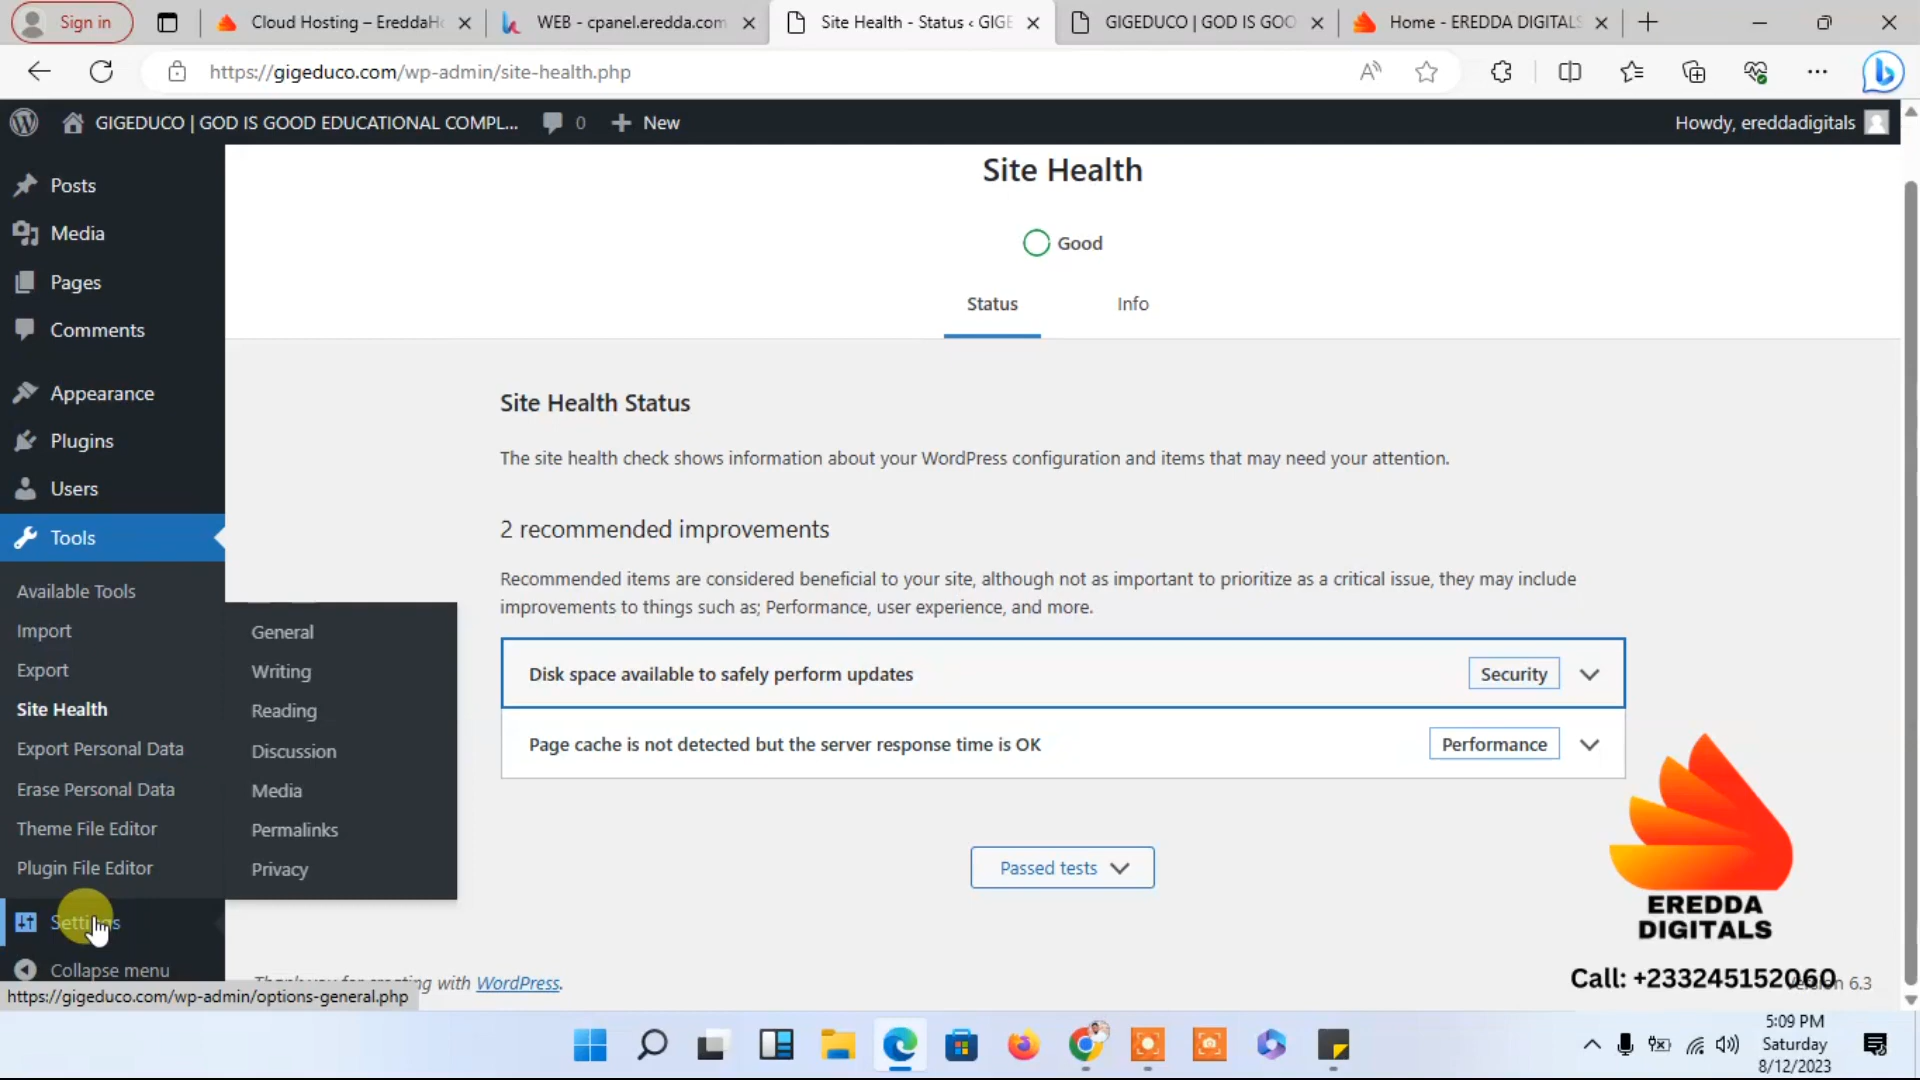 Sign in
Cloud Hosting – EreddaH
WEB - cpanel.eredda.com
Site Health - Status ‹ GIGE
GIGEDUCO | GOD IS GOO
Home - EREDDA DIGITALS
https://gigeduco.com/wp-admin/site-health.php
GIGEDUCO | GOD IS GOOD EDUCATIONAL COMPL...
0
New
Howdy, ereddadigitals
Posts
Media
Pages
Comments
Appearance
Plugins
Users
Tools
Available Tools
Import
Export
Site Health
Export Personal Data
Erase Personal Data
Theme File Editor
Plugin File Editor
Settings
Collapse menu
General
Writing
Reading
Discussion
Media
Permalinks
Privacy
Site Health
Good
Status
Info
Site Health Status
The site health check shows information about your WordPress configuration and items that may need your attention.
2 recommended improvements
Recommended items are considered beneficial to your site, although not as important to prioritize as a critical issue, they may include
improvements to things such as; Performance, user experience, and more.
Disk space available to safely perform updates
Security
Page cache is not detected but the server response time is OK
Performance
Passed tests
with WordPress.
EREDDA
DIGITALS
Call: +233245152060
6.3
https://gigeduco.com/wp-admin/options-general.php
5:09 PM
Saturday
8/12/2023